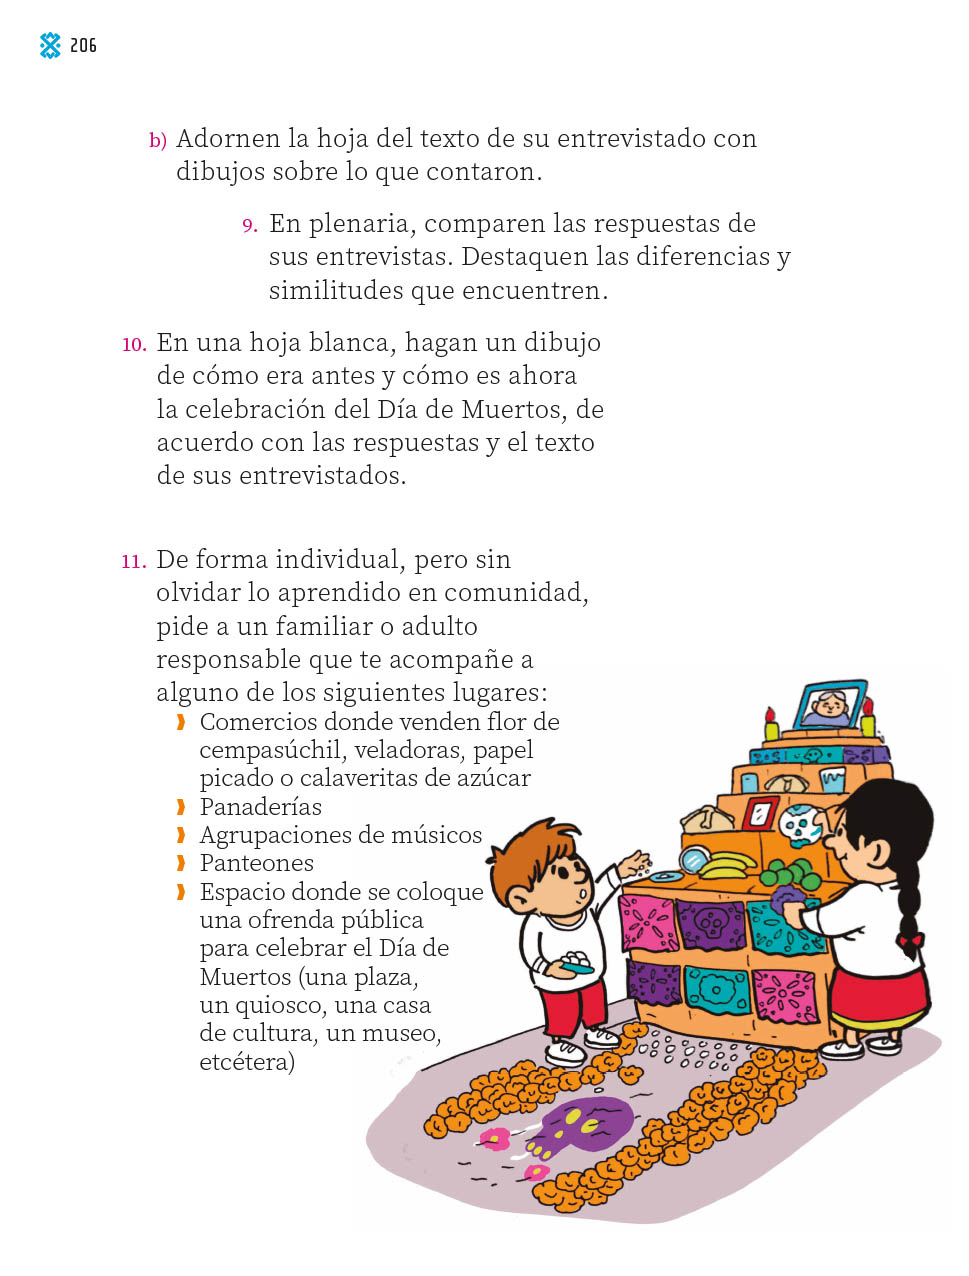 206
b) Adornen la hoja del texto de su entrevistado con
dibujos sobre lo que contaron.
9. En plenaria, comparen las respuestas de
sus entrevistas. Destaquen las diferencias y
similitudes que encuentren.
10. En una hoja blanca, hagan un dibujo
de cómo era antes y cómo es ahora
la celebración del Día de Muertos, de
acuerdo con las respuestas y el texto
de sus entrevistados.
11. De forma individual, pero sin
olvidar lo aprendido en comunidad,
pide a un familiar o adulto
responsable que te acompañe a
alguno de los siguientes lugares:
Comercios donde venden flor de
cempasúchil, veladoras, papel
picado o calaveritas de azúcar
Panaderías
Agrupaciones de músicos
Panteones
Espacio donde se coloque
una ofrenda pública
para celebrar el Día de
Muertos (una plaza,
un quiosco, una casa
de cultura, un museo,
etcétera)